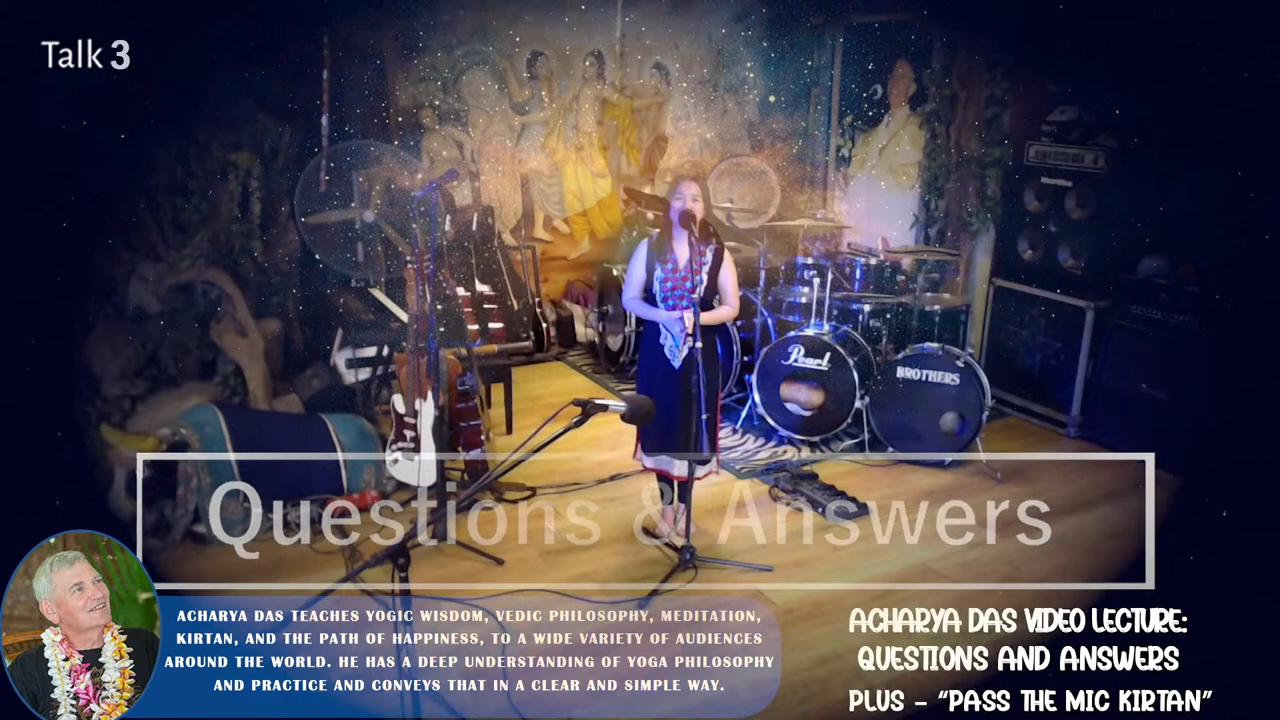 Talk 3
Pearl
BROTHERS
Questions & Answers
ACHARYA DAS TEACHES YOGIC WISDOM, VEDIC PHILOSOPHY, MEDITATION,
KIRTAN, AND THE PATH OF HAPPINESS, TO A WIDE VARIETY OF AUDIENCES
AROUND THE WORLD. HE HAS A DEEP UNDERSTANDING OF YOGA PHILOSOPHY
AND PRACTICE AND CONVEYS THAT IN A CLEAR AND SIMPLE WAY.
ACHARYA DAS VIDEO LECTURE:
QUESTIONS AND ANSWERS
PLUS – “PASS THE MIC KIRTAN”